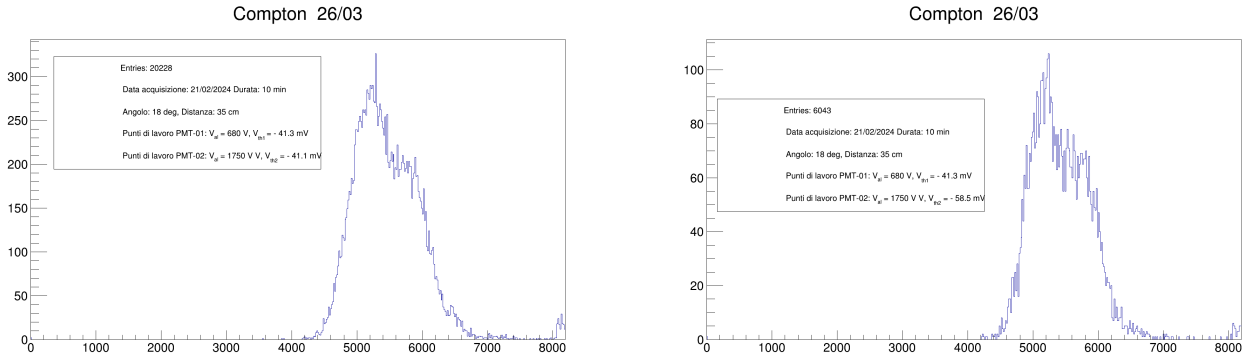 Compton 26/03
Entries: 20228
Data acquisizione: 21/02/2024 Durata: 10 min
Angolo: 18 deg, Distanza: 35 cm
Punti di lavoro PMT-01: Val = 680 V, Vth1 = - 41.3 mV
Punti di lavoro PMT-02: Val = 1750 V V, Vth2 = - 41.1 mV
300
250
200
150
100
50
0
0 1000 2000 3000 4000 5000 6000 7000 8000
Compton 26/03
Entries: 6043
Data acquisizione: 21/02/2024 Durata: 10 min
Angolo: 18 deg, Distanza: 35 cm
Punti di lavoro PMT-01: Val = 680 V, Vth1 = - 41.3 mV
Punti di lavoro PMT-02: Val = 1750 V V, Vth2 = - 58.5 mV
100
80
60
40
20
0
0 1000 2000 3000 4000 5000 6000 7000 8000